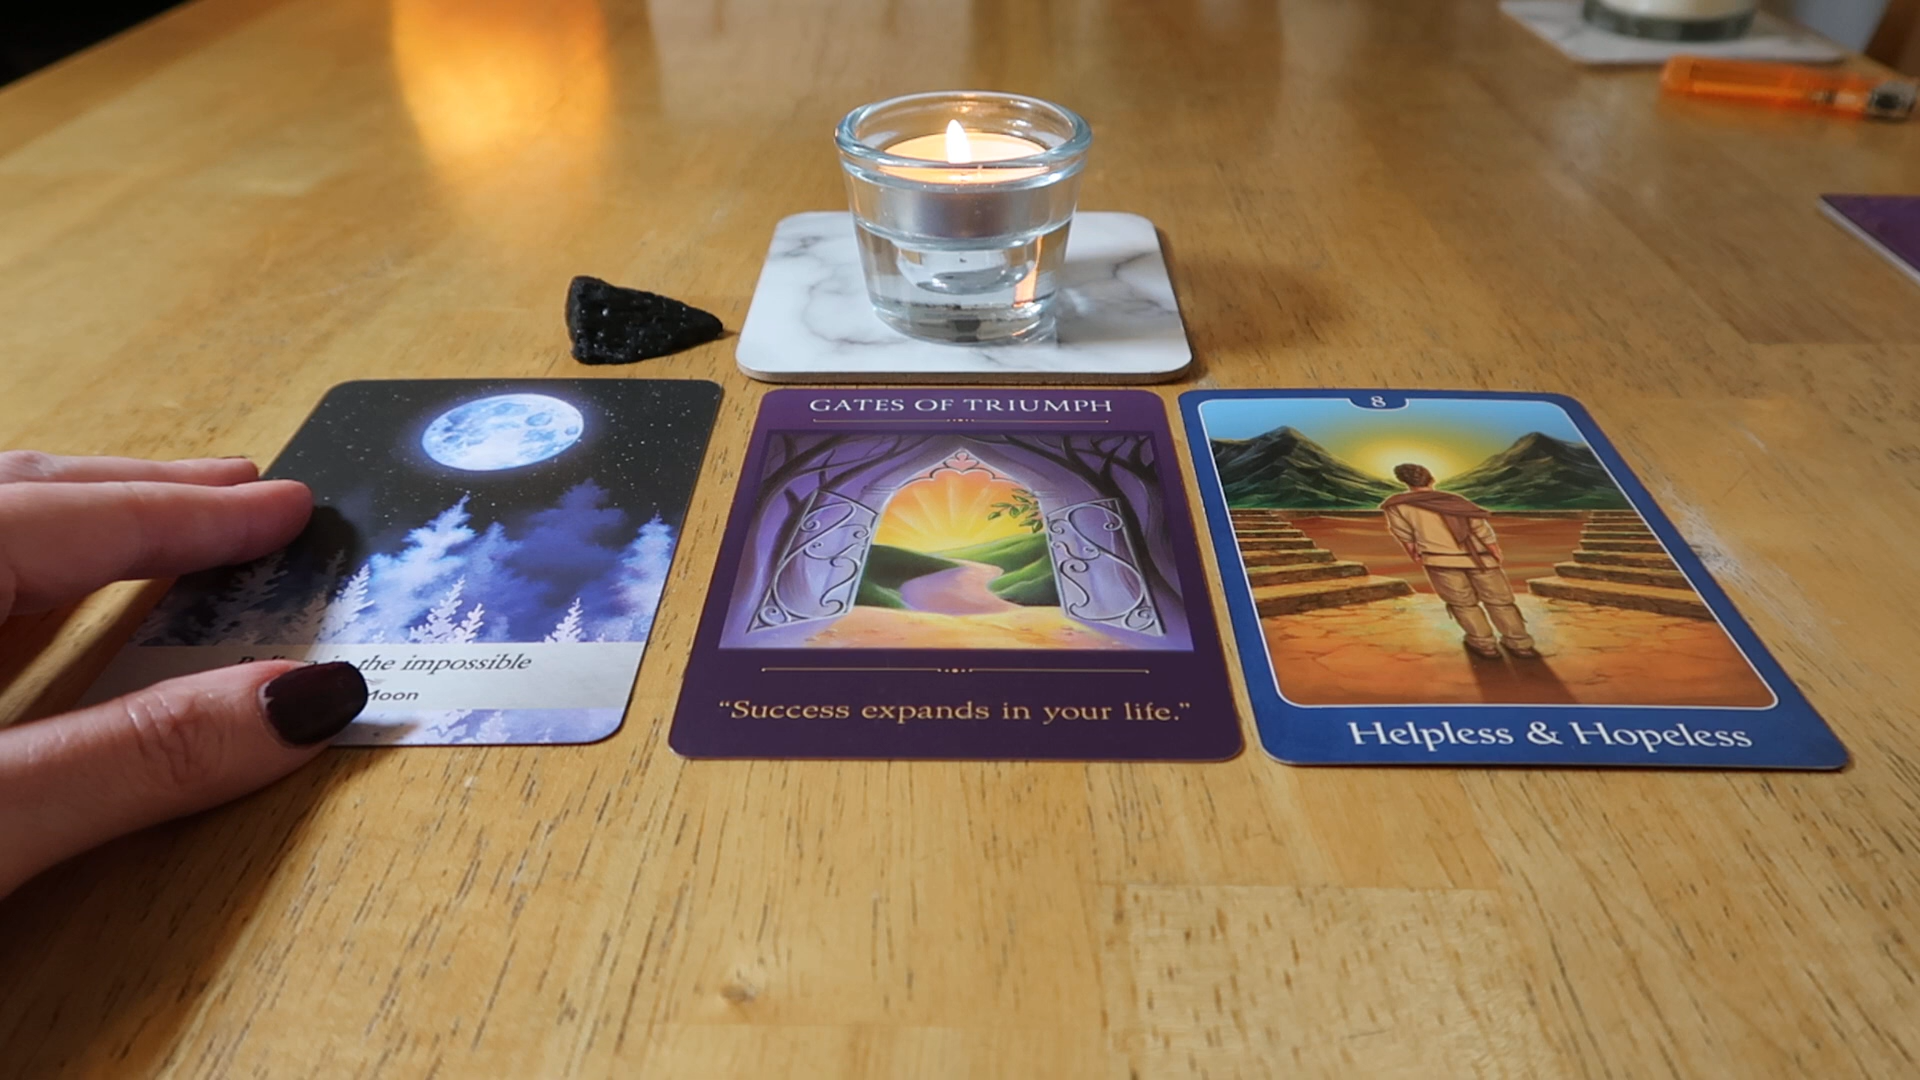 the impossible
Moon
GATES OF TRIUMPH
"Success expands in your life."
8
Helpless & Hopeless